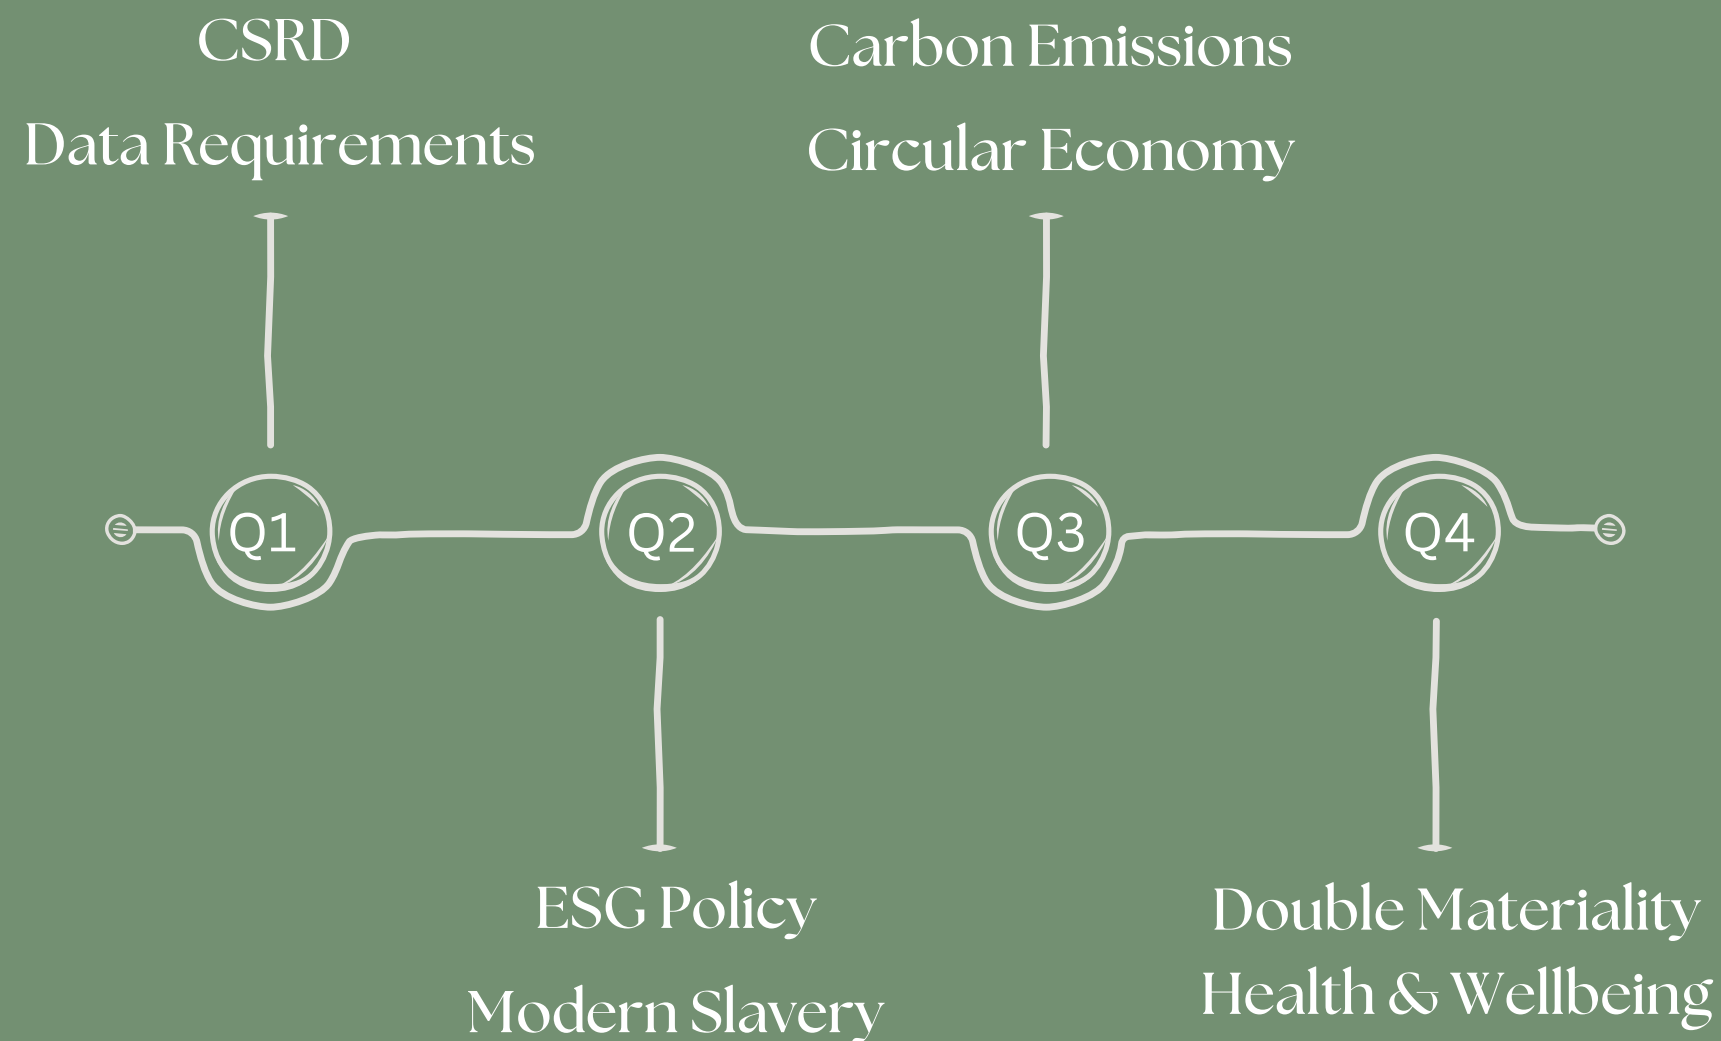 CSRD
Data Requirements
Carbon Emissions
Circular Economy
Q1
Q2
Q3
Q4
ESG Policy
Modern Slavery
Double Materiality
Health & Wellbeing